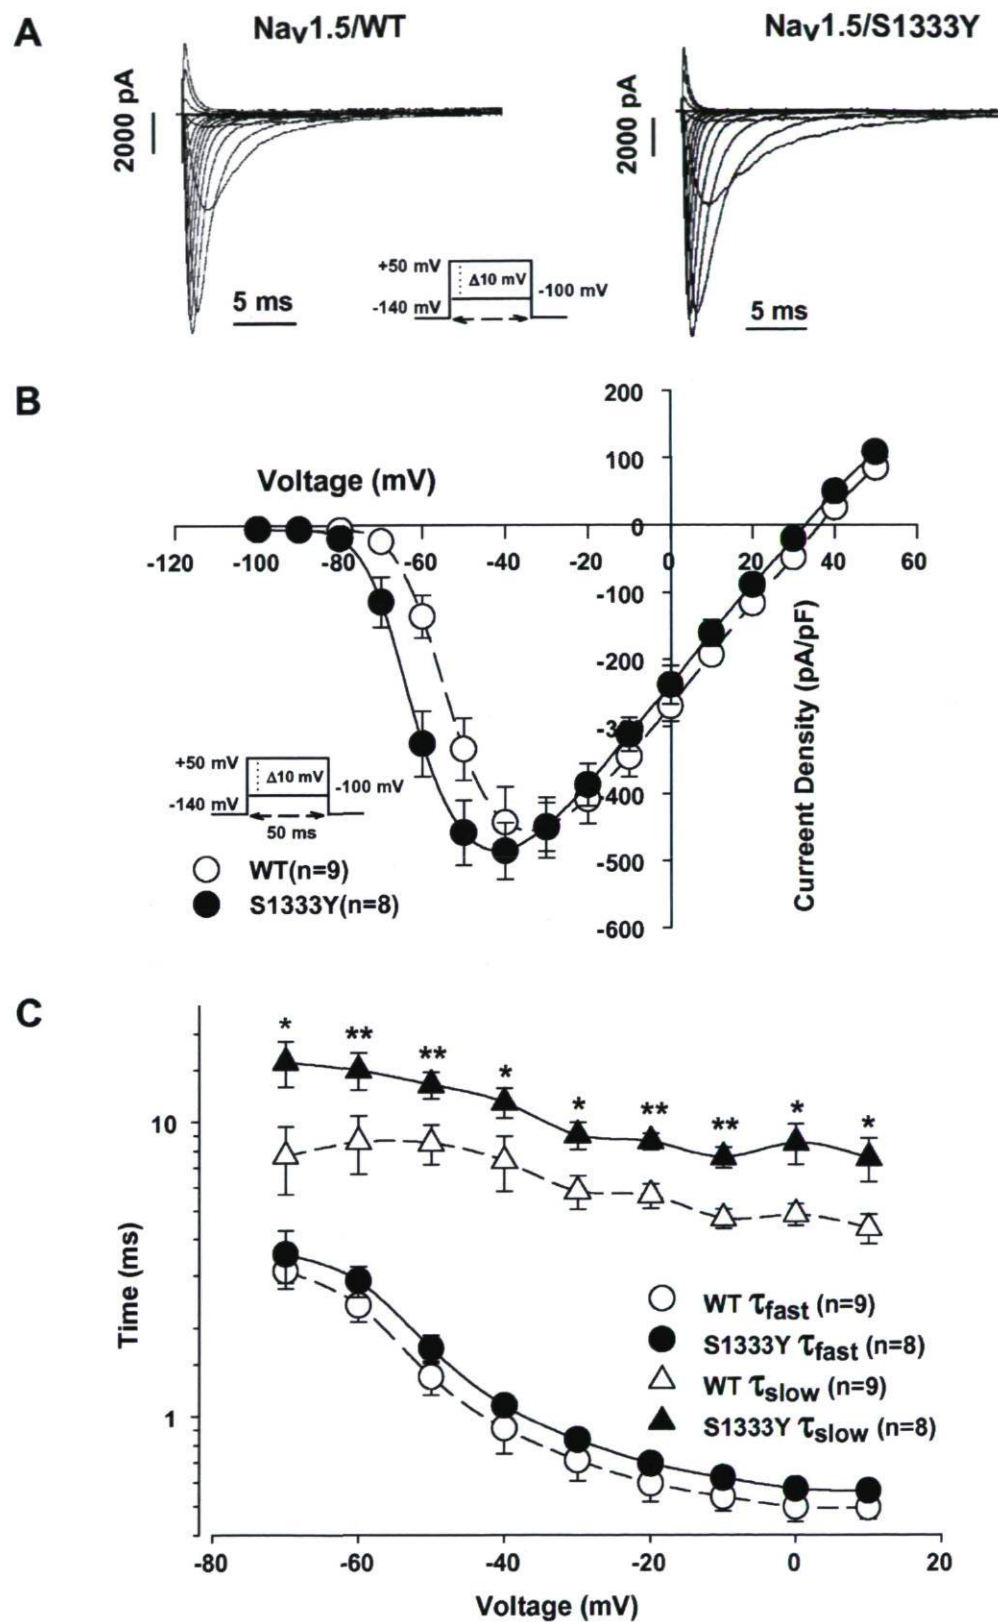 A
Nav1.5/WT
Nav1.5/S1333Y
2000 pA
2000 pA
5 ms
+50 mV
Δ10 mV
-140 mV
-100 mV
5 ms
B
200
100
0
-100
-200
-3
-400
-500
-600
Voltage (mV)
-120 -100 -80 -60 -40 -20 0 20 40 60
Curreent Density (pA/pF)
+50 mV
Δ10 mV
-100 mV
-140 mV
50 ms
WT(n=9)
S1333Y(n=8)
C
* ** ** * * ** ** * *
10
1
Time (ms)
WT τfast (n=9)
S1333Y τfast (n=8)
WT τslow (n=9)
S1333Y τslow (n=8)
-80 -60 -40 -20 0 20
Voltage (mV)